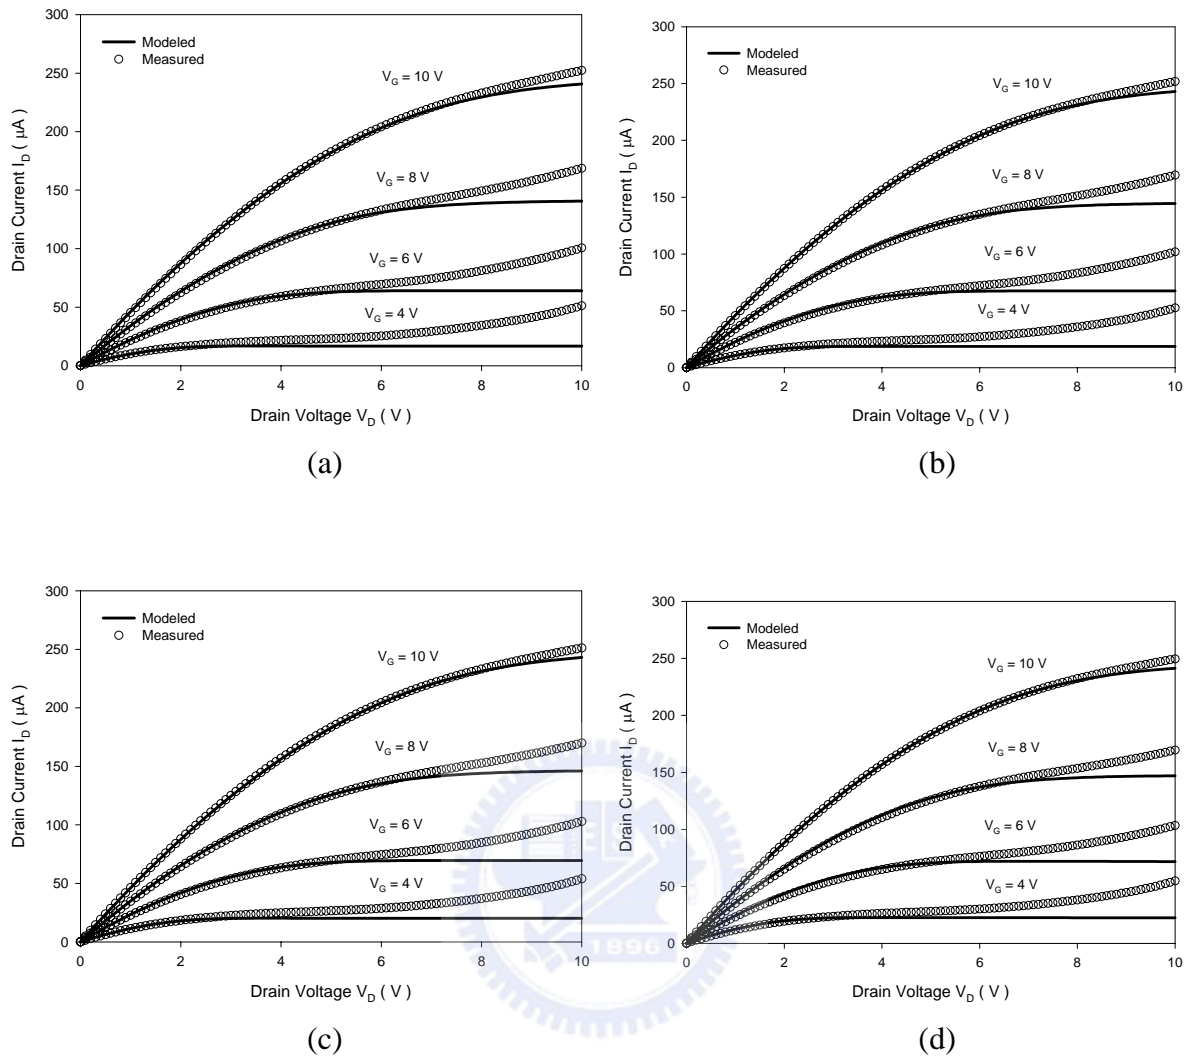 300
250
200
150
100
50
0
Drain Current I_D ( μA )
Modeled
Measured
V_G = 10 V
V_G = 8 V
V_G = 6 V
V_G = 4 V
0 2 4 6 8 10
Drain Voltage V_D ( V )
(a)
300
250
200
150
100
50
0
Drain Current I_D ( μA )
Modeled
Measured
V_G = 10 V
V_G = 8 V
V_G = 6 V
V_G = 4 V
0 2 4 6 8 10
Drain Voltage V_D ( V )
(b)
300
250
200
150
100
50
0
Drain Current I_D ( μA )
Modeled
Measured
V_G = 10 V
V_G = 8 V
V_G = 6 V
V_G = 4 V
0 2 4 6 8 10
Drain Voltage V_D ( V )
(c)
300
250
200
150
100
50
0
Drain Current I_D ( μA )
Modeled
Measured
V_G = 10 V
V_G = 8 V
V_G = 6 V
V_G = 4 V
0 2 4 6 8 10
Drain Voltage V_D ( V )
(d)
1896